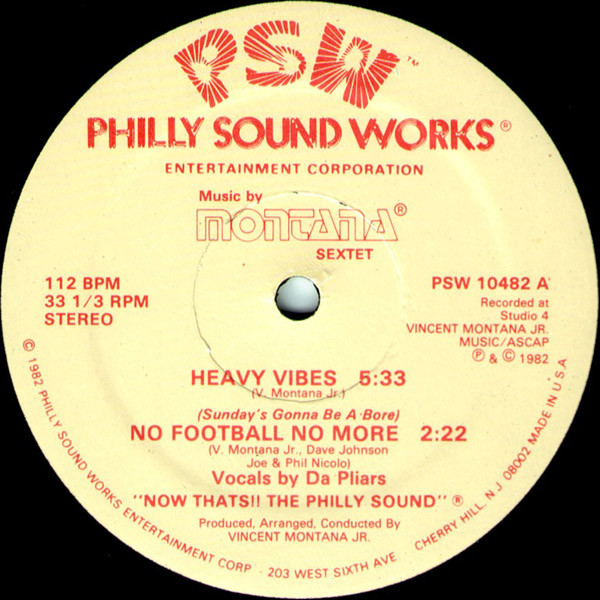 PSW™
PHILLY SOUND WORKS®
ENTERTAINMENT CORPORATION
Music by
MONTANA®
SEXTET
112 BPM
33 1/3 RPM
STEREO
PSW 10482 A
Recorded at
Studio 4
VINCENT MONTANA JR.
MUSIC/ASCAP
℗ & © 1982
HEAVY VIBES 5:33
(V. Montana Jr.)
(Sunday's Gonna Be A Bore)
NO FOOTBALL NO MORE 2:22
(V. Montana Jr., Dave Johnson
Joe & Phil Nicolo)
Vocals by Da Pliars
"NOW THATS!! THE PHILLY SOUND"®
Produced, Arranged, Conducted By
VINCENT MONTANA JR.
© 1982 PHILLY SOUND WORKS ENTERTAINMENT CORP · 203 WEST SIXTH AVE. CHERRY HILL, NJ 08002 MADE IN U.S.A.